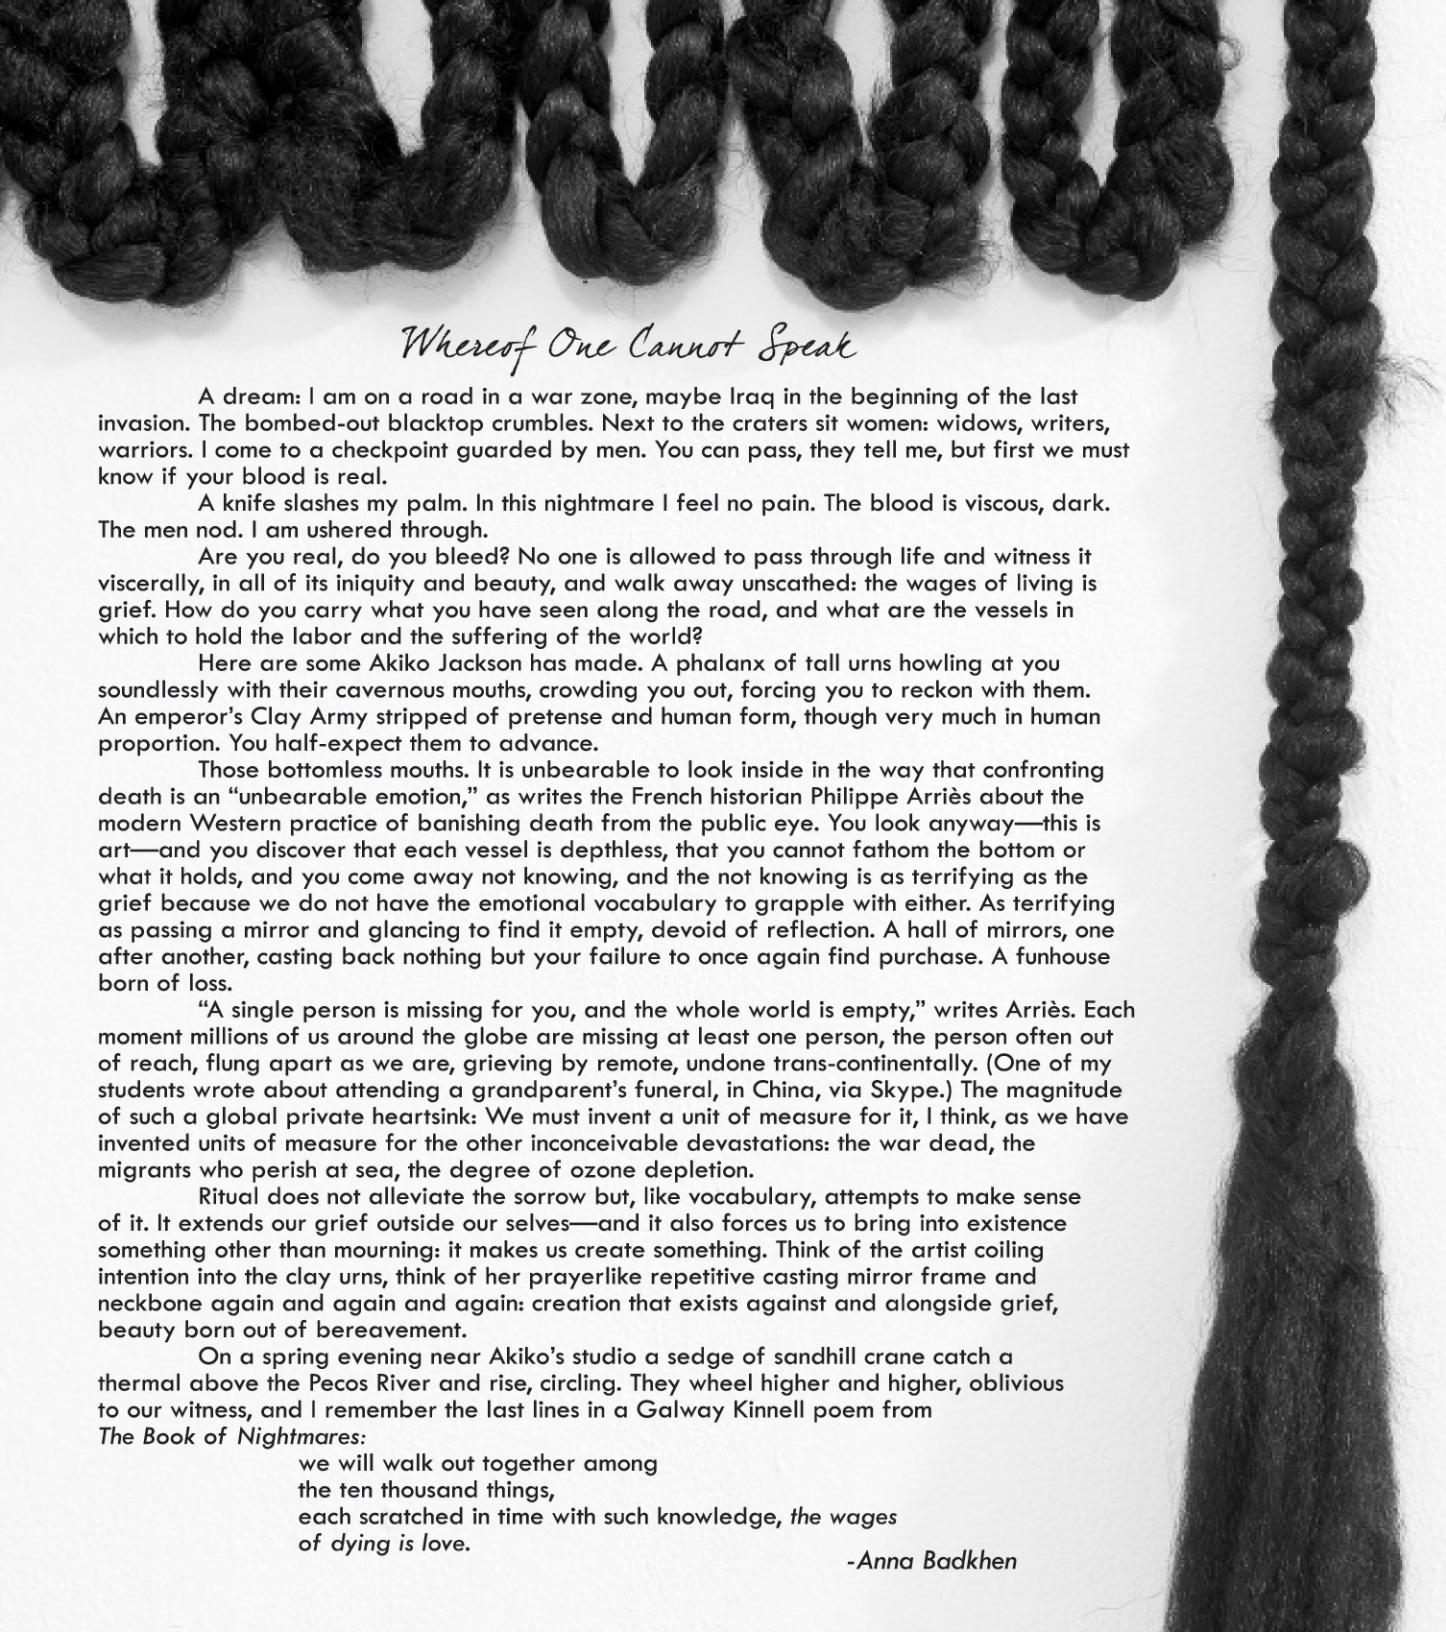 Whereof One Cannot Speak
A dream: I am on a road in a war zone, maybe Iraq in the beginning of the last
invasion. The bombed-out blacktop crumbles. Next to the craters sit women: widows, writers,
warriors. I come to a checkpoint guarded by men. You can pass, they tell me, but first we must
know if your blood is real.
A knife slashes my palm. In this nightmare I feel no pain. The blood is viscous, dark.
The men nod. I am ushered through.
Are you real, do you bleed? No one is allowed to pass through life and witness it
viscerally, in all of its iniquity and beauty, and walk away unscathed: the wages of living is
grief. How do you carry what you have seen along the road, and what are the vessels in
which to hold the labor and the suffering of the world?
Here are some Akiko Jackson has made. A phalanx of tall urns howling at you
soundlessly with their cavernous mouths, crowding you out, forcing you to reckon with them.
An emperor’s Clay Army stripped of pretense and human form, though very much in human
proportion. You half-expect them to advance.
Those bottomless mouths. It is unbearable to look inside in the way that confronting
death is an “unbearable emotion,” as writes the French historian Philippe Arriès about the
modern Western practice of banishing death from the public eye. You look anyway—this is
art—and you discover that each vessel is depthless, that you cannot fathom the bottom or
what it holds, and you come away not knowing, and the not knowing is as terrifying as the
grief because we do not have the emotional vocabulary to grapple with either. As terrifying
as passing a mirror and glancing to find it empty, devoid of reflection. A hall of mirrors, one
after another, casting back nothing but your failure to once again find purchase. A funhouse
born of loss.
“A single person is missing for you, and the whole world is empty,” writes Arriès. Each
moment millions of us around the globe are missing at least one person, the person often out
of reach, flung apart as we are, grieving by remote, undone trans-continentally. (One of my
students wrote about attending a grandparent’s funeral, in China, via Skype.) The magnitude
of such a global private heartsink: We must invent a unit of measure for it, I think, as we have
invented units of measure for the other inconceivable devastations: the war dead, the
migrants who perish at sea, the degree of ozone depletion.
Ritual does not alleviate the sorrow but, like vocabulary, attempts to make sense
of it. It extends our grief outside our selves—and it also forces us to bring into existence
something other than mourning: it makes us create something. Think of the artist coiling
intention into the clay urns, think of her prayerlike repetitive casting mirror frame and
neckbone again and again and again: creation that exists against and alongside grief,
beauty born out of bereavement.
On a spring evening near Akiko’s studio a sedge of sandhill crane catch a
thermal above the Pecos River and rise, circling. They wheel higher and higher, oblivious
to our witness, and I remember the last lines in a Galway Kinnell poem from
The Book of Nightmares:
we will walk out together among
the ten thousand things,
each scratched in time with such knowledge, the wages
of dying is love.
-Anna Badkhen